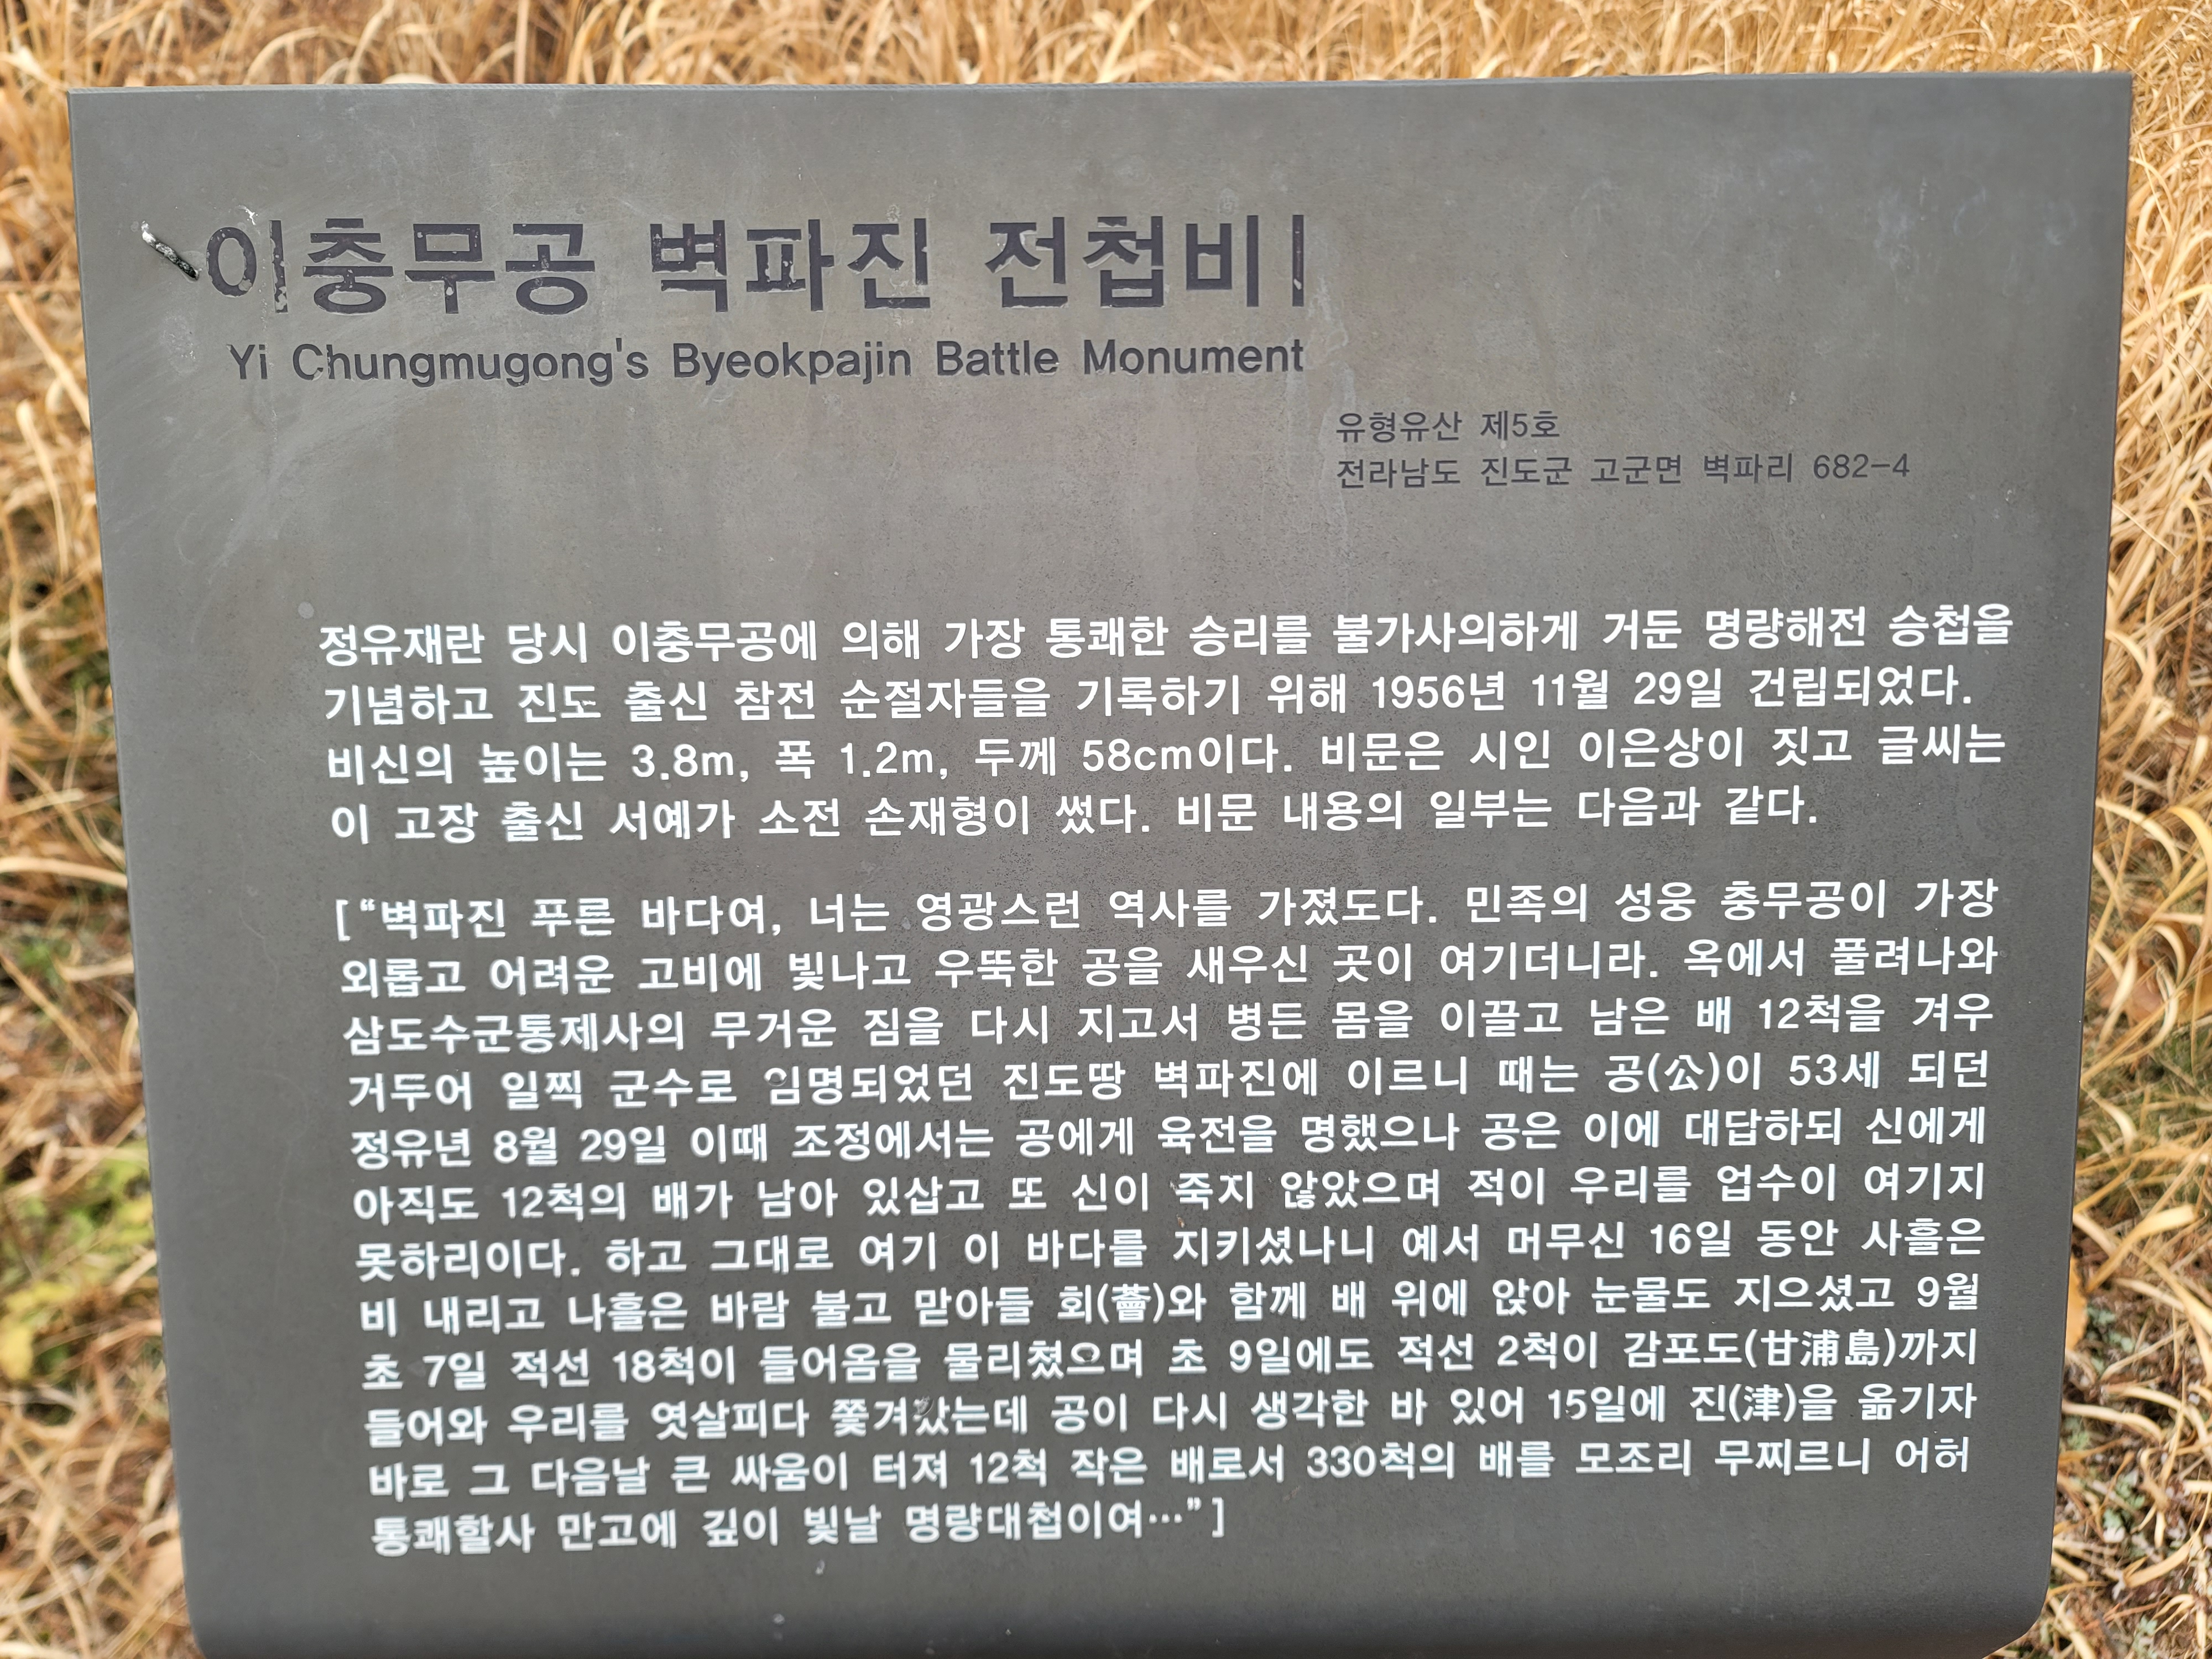 이충무공 벽파진 전첩비|
Yi Chungmugong's Byeokpajin Battle Monument
유형유산 제5호
전라남도 진도군 고군면 벽파리 682-4
정유재란 당시 이충무공에 의해 가장 통쾌한 승리를 불가사의하게 거둔 명량해전 승첩을
기념하고 진도 출신 참전 순절자들을 기록하기 위해 1956년 11월 29일 건립되었다.
비신의 높이는 3.8m, 폭 1.2m, 두께 58cm이다. 비문은 시인 이은상이 짓고 글씨는
이 고장 출신 서예가 소전 손재형이 썼다. 비문 내용의 일부는 다음과 같다.
[“벽파진 푸른 바다여, 너는 영광스런 역사를 가졌도다. 민족의 성웅 충무공이 가장
외롭고 어려운 고비에 빛나고 우뚝한 공을 새우신 곳이 여기더니라. 옥에서 풀려나와
삼도수군통제사의 무거운 짐을 다시 지고서 병든 몸을 이끌고 남은 배 12척을 겨우
거두어 일찍 군수로 임명되었던 진도땅 벽파진에 이르니 때는 공(公)이 53세 되던
정유년 8월 29일 이때 조정에서는 공에게 육전을 명했으나 공은 이에 대답하되 신에게
아직도 12척의 배가 남아 있삽고 또 신이 죽지 않았으며 적이 우리를 업수이 여기지
못하리이다. 하고 그대로 여기 이 바다를 지키셨나니 예서 머무신 16일 동안 사흘은
비 내리고 나흘은 바람 불고 맏아들 회(薈)와 함께 배 위에 앉아 눈물도 지으셨고 9월
초 7일 적선 18척이 들어옴을 물리쳤으며 초 9일에도 적선 2척이 감포도(甘浦島)까지
들어와 우리를 엿살피다 쫓겨갔는데 공이 다시 생각한 바 있어 15일에 진(津)을 옮기자
바로 그 다음날 큰 싸움이 터져 12척 작은 배로서 330척의 배를 모조리 무찌르니 어허
통쾌할사 만고에 깊이 빛날 명량대첩이여…”]